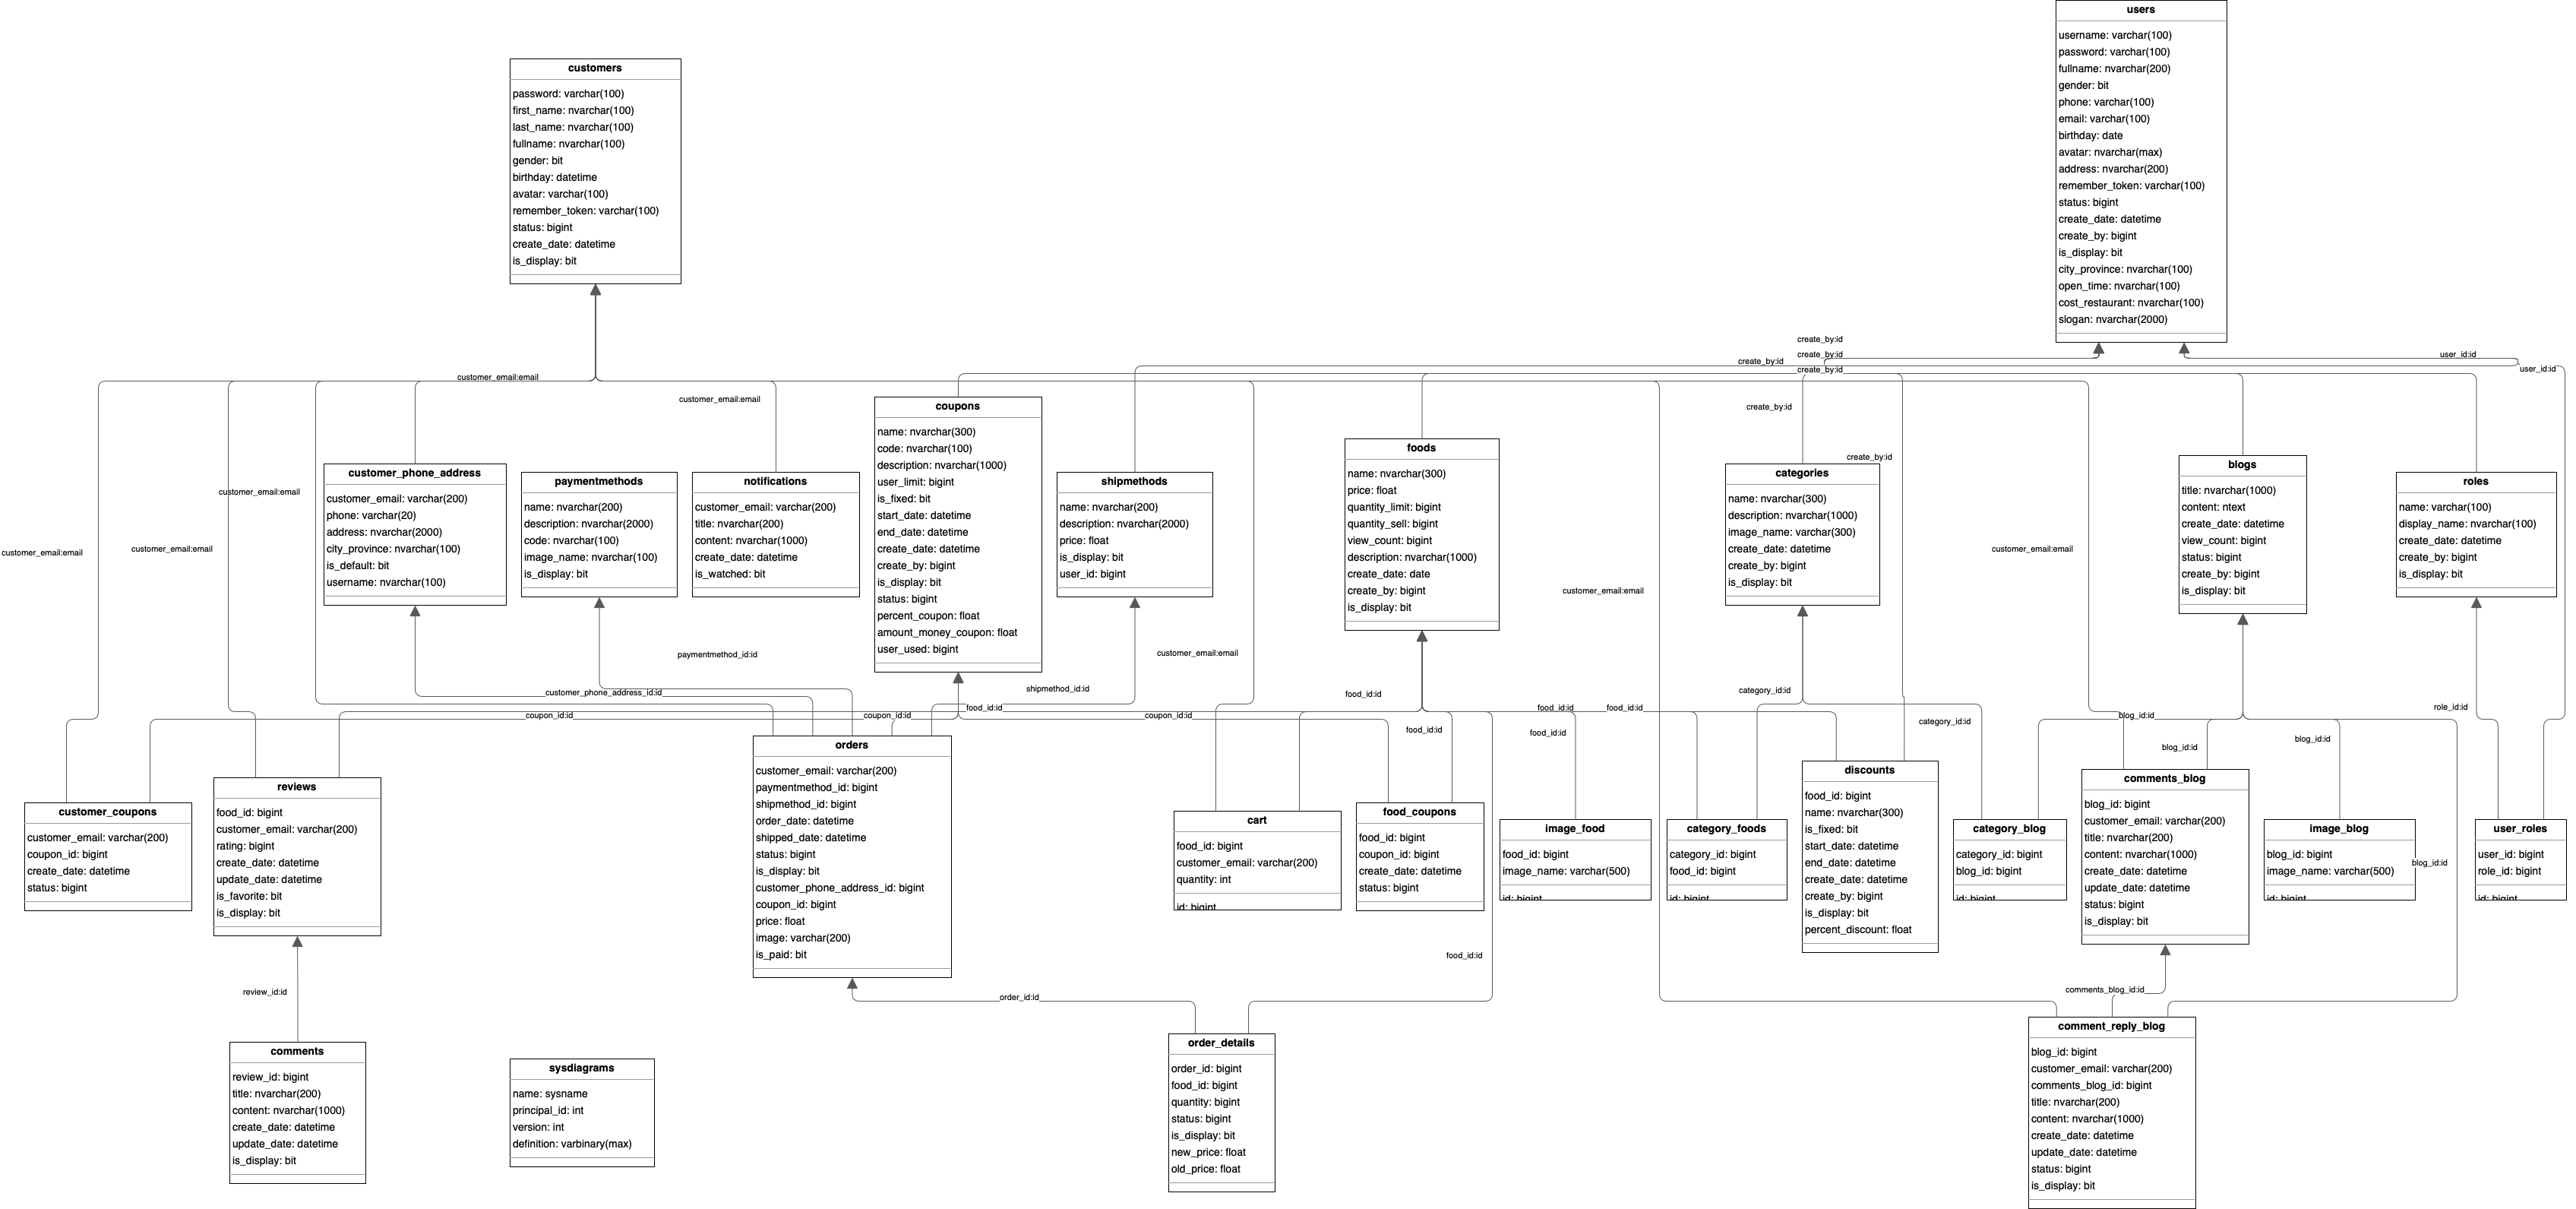 users
username: varchar(100)
password: varchar(100)
fullname: nvarchar(200)
gender: bit
phone: varchar(100)
email: varchar(100)
birthday: date
avatar: nvarchar(max)
address: nvarchar(200)
remember_token: varchar(100)
status: bigint
create_date: datetime
create_by: bigint
is_display: bit
city_province: nvarchar(100)
open_time: nvarchar(100)
cost_restaurant: nvarchar(100)
slogan: nvarchar(2000)
customers
password: varchar(100)
first_name: nvarchar(100)
last_name: nvarchar(100)
fullname: nvarchar(100)
gender: bit
birthday: datetime
avatar: varchar(100)
remember_token: varchar(100)
status: bigint
create_date: datetime
is_display: bit
create_by:id
create_by:id
create_by:id
create_by:id
user_id:id
user_id:id
customer_email:email
customer_email:email
create_by:id
create_by:id
customer_email:email
customer_email:email
customer_email:email
customer_email:email
customer_email:email
customer_email:email
coupons
name: nvarchar(300)
code: nvarchar(100)
description: nvarchar(1000)
user_limit: bigint
is_fixed: bit
start_date: datetime
end_date: datetime
create_date: datetime
create_by: bigint
is_display: bit
status: bigint
percent_coupon: float
amount_money_coupon: float
user_used: bigint
customer_phone_address
customer_email: varchar(200)
phone: varchar(20)
address: nvarchar(2000)
city_province: nvarchar(100)
is_default: bit
username: nvarchar(100)
paymentmethods
name: nvarchar(200)
description: nvarchar(2000)
code: nvarchar(100)
image_name: nvarchar(100)
is_display: bit
notifications
customer_email: varchar(200)
title: nvarchar(200)
content: nvarchar(1000)
create_date: datetime
is_watched: bit
shipmethods
name: nvarchar(200)
description: nvarchar(2000)
price: float
is_display: bit
user_id: bigint
foods
name: nvarchar(300)
price: float
quantity_limit: bigint
quantity_sell: bigint
view_count: bigint
description: nvarchar(1000)
create_date: date
create_by: bigint
is_display: bit
categories
name: nvarchar(300)
description: nvarchar(1000)
image_name: varchar(300)
create_date: datetime
create_by: bigint
is_display: bit
blogs
title: nvarchar(1000)
content: ntext
create_date: datetime
view_count: bigint
status: bigint
create_by: bigint
is_display: bit
roles
name: varchar(100)
display_name: nvarchar(100)
create_date: datetime
create_by: bigint
is_display: bit
paymentmethod_id:id
customer_email:email
customer_phone_address_id:id
shipmethod_id:id
food_id:id
category_id:id
coupon_id:id
coupon_id:id
food_id:id
coupon_id:id
food_id:id
food_id:id
food_id:id
food_id:id
category_id:id
blog_id:id
blog_id:id
blog_id:id
role_id:id
customer_coupons
customer_email: varchar(200)
coupon_id: bigint
create_date: datetime
status: bigint
reviews
food_id: bigint
customer_email: varchar(200)
rating: bigint
create_date: datetime
update_date: datetime
is_favorite: bit
is_display: bit
orders
customer_email: varchar(200)
paymentmethod_id: bigint
shipmethod_id: bigint
order_date: datetime
shipped_date: datetime
status: bigint
is_display: bit
customer_phone_address_id: bigint
coupon_id: bigint
price: float
image: varchar(200)
is_paid: bit
cart
food_id: bigint
customer_email: varchar(200)
quantity: int
id: bigint
food_coupons
food_id: bigint
coupon_id: bigint
create_date: datetime
status: bigint
image_food
food_id: bigint
image_name: varchar(500)
id: bigint
category_foods
category_id: bigint
food_id: bigint
id: bigint
discounts
food_id: bigint
name: nvarchar(300)
is_fixed: bit
start_date: datetime
end_date: datetime
create_date: datetime
create_by: bigint
is_display: bit
percent_discount: float
category_blog
category_id: bigint
blog_id: bigint
id: bigint
comments_blog
blog_id: bigint
customer_email: varchar(200)
title: nvarchar(200)
content: nvarchar(1000)
create_date: datetime
update_date: datetime
status: bigint
is_display: bit
image_blog
blog_id: bigint
image_name: varchar(500)
id: bigint
blog_id:id
user_roles
user_id: bigint
role_id: bigint
id: bigint
food_id:id
review_id:id
order_id:id
comments_blog_id:id
comments
review_id: bigint
title: nvarchar(200)
content: nvarchar(1000)
create_date: datetime
update_date: datetime
is_display: bit
sysdiagrams
name: sysname
principal_id: int
version: int
definition: varbinary(max)
order_details
order_id: bigint
food_id: bigint
quantity: bigint
status: bigint
is_display: bit
new_price: float
old_price: float
comment_reply_blog
blog_id: bigint
customer_email: varchar(200)
comments_blog_id: bigint
title: nvarchar(200)
content: nvarchar(1000)
create_date: datetime
update_date: datetime
status: bigint
is_display: bit